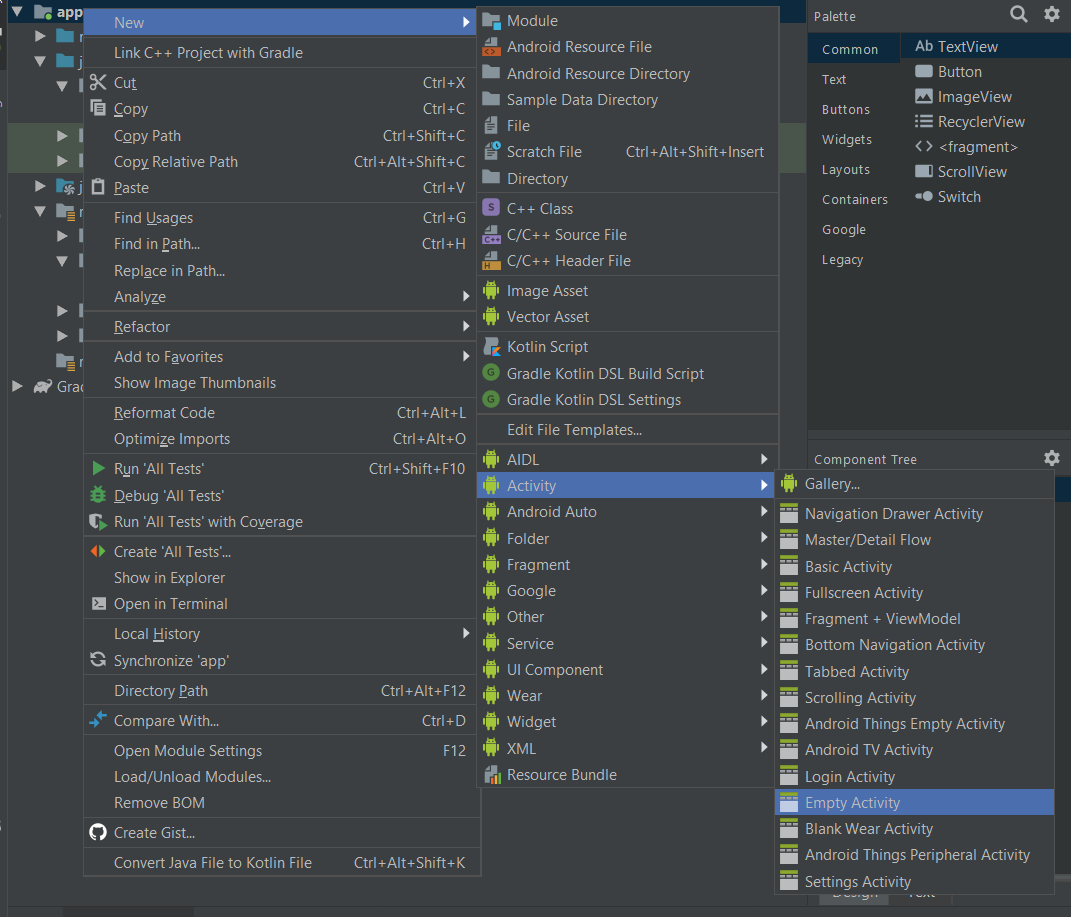 app
New
Link C++ Project with Gradle
Cut Ctrl+X
Copy Ctrl+C
Copy Path Ctrl+Shift+C
Copy Relative Path Ctrl+Alt+Shift+C
Paste Ctrl+V
Find Usages Ctrl+G
Find in Path... Ctrl+H
Replace in Path...
Analyze
Refactor
Add to Favorites
Show Image Thumbnails
Reformat Code Ctrl+Alt+L
Optimize Imports Ctrl+Alt+O
Run 'All Tests' Ctrl+Shift+F10
Debug 'All Tests'
Run 'All Tests' with Coverage
Create 'All Tests'...
Show in Explorer
Open in Terminal
Local History
Synchronize 'app'
Directory Path Ctrl+Alt+F12
Compare With... Ctrl+D
Open Module Settings F12
Load/Unload Modules...
Remove BOM
Create Gist...
Convert Java File to Kotlin File Ctrl+Alt+Shift+K
Grad
Module
Android Resource File
Android Resource Directory
Sample Data Directory
File
Scratch File Ctrl+Alt+Shift+Insert
Directory
S C++ Class
C++ C/C++ Source File
H C/C++ Header File
Image Asset
Vector Asset
Kotlin Script
G Gradle Kotlin DSL Build Script
G Gradle Kotlin DSL Settings
Edit File Templates...
AIDL
Activity
Android Auto
Folder
Fragment
Google
Other
Service
UI Component
Wear
Widget
XML
Resource Bundle
Palette
Common
Text
Buttons
Widgets
Layouts
Containers
Google
Legacy
Ab TextView
Button
ImageView
RecyclerView
<> <fragment>
ScrollView
Switch
Component Tree
Gallery...
Navigation Drawer Activity
Master/Detail Flow
Basic Activity
Fullscreen Activity
Fragment + ViewModel
Bottom Navigation Activity
Tabbed Activity
Scrolling Activity
Android Things Empty Activity
Android TV Activity
Login Activity
Empty Activity
Blank Wear Activity
Android Things Peripheral Activity
Settings Activity
Design Text